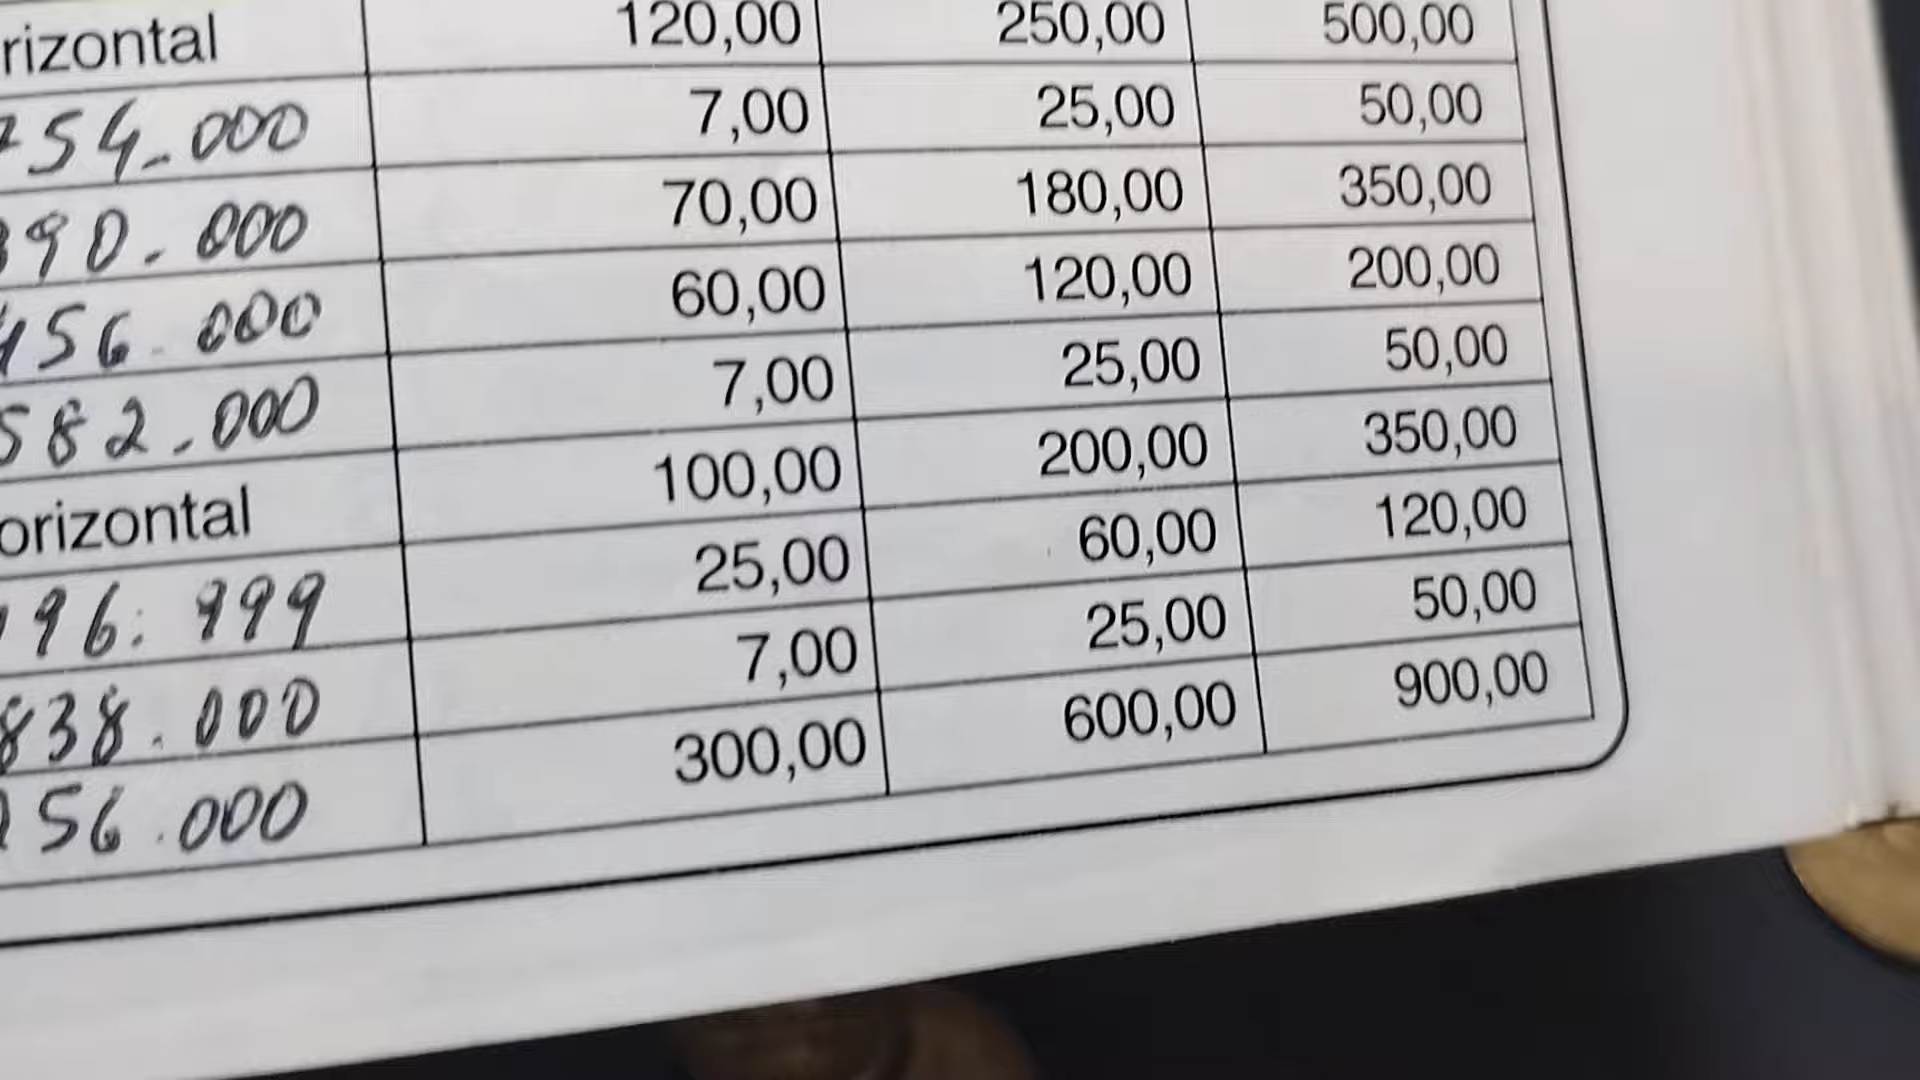 rizontal 120,00 250,00 500,00
254.000 7,00 25,00 50,00
390.000 70,00 180,00 350,00
456.000 60,00 120,00 200,00
582.000 7,00 25,00 50,00
orizontal 100,00 200,00 350,00
96.999 25,00 60,00 120,00
838.000 7,00 25,00 50,00
56.000 300,00 600,00 900,00